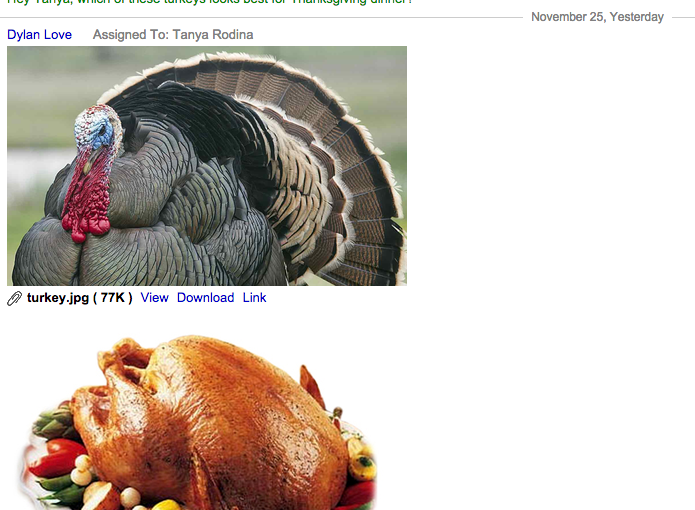 Hey Tanya, which of these turkeys looks best for Thanksgiving dinner?
November 25, Yesterday
Dylan Love Assigned To: Tanya Rodina
turkey.jpg ( 77K ) View Download Link